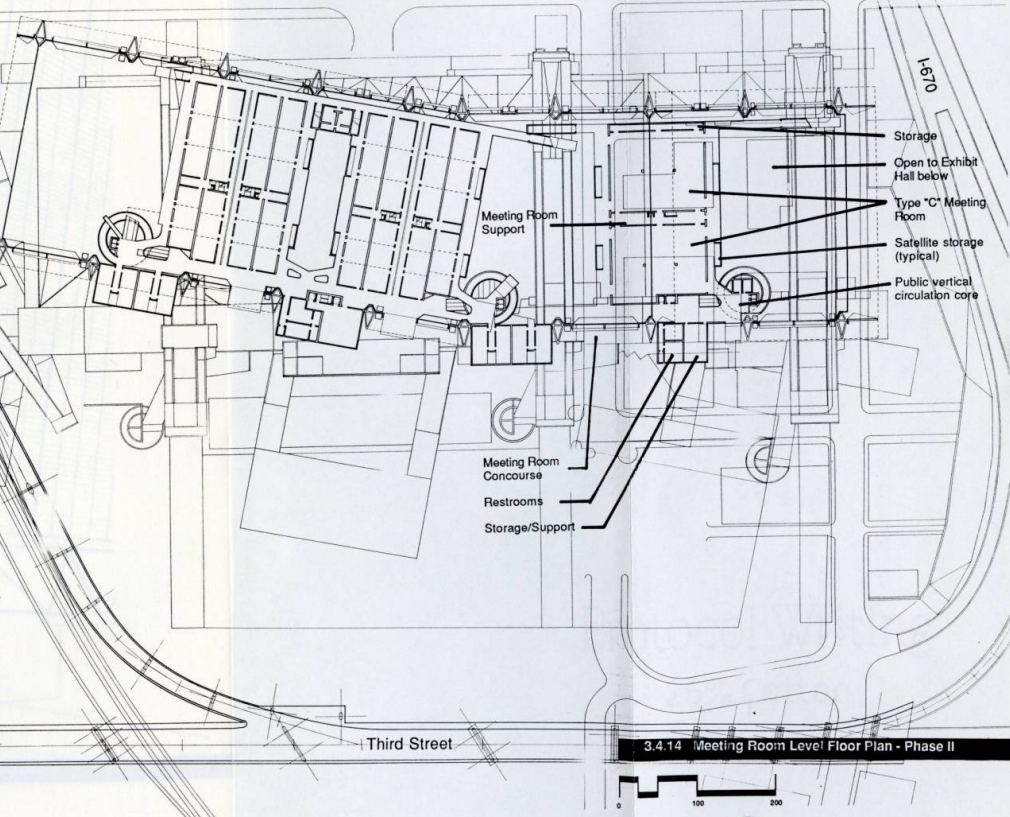 I-670
Storage
Open to Exhibit
Hall below
Type "C" Meeting
Room
Satellite storage
(typical)
Public vertical
circulation core
Meeting Room
Support
Meeting Room
Concourse
Restrooms
Storage/Support
Third Street
3.4.14 Meeting Room Level Floor Plan - Phase II
0 100 200